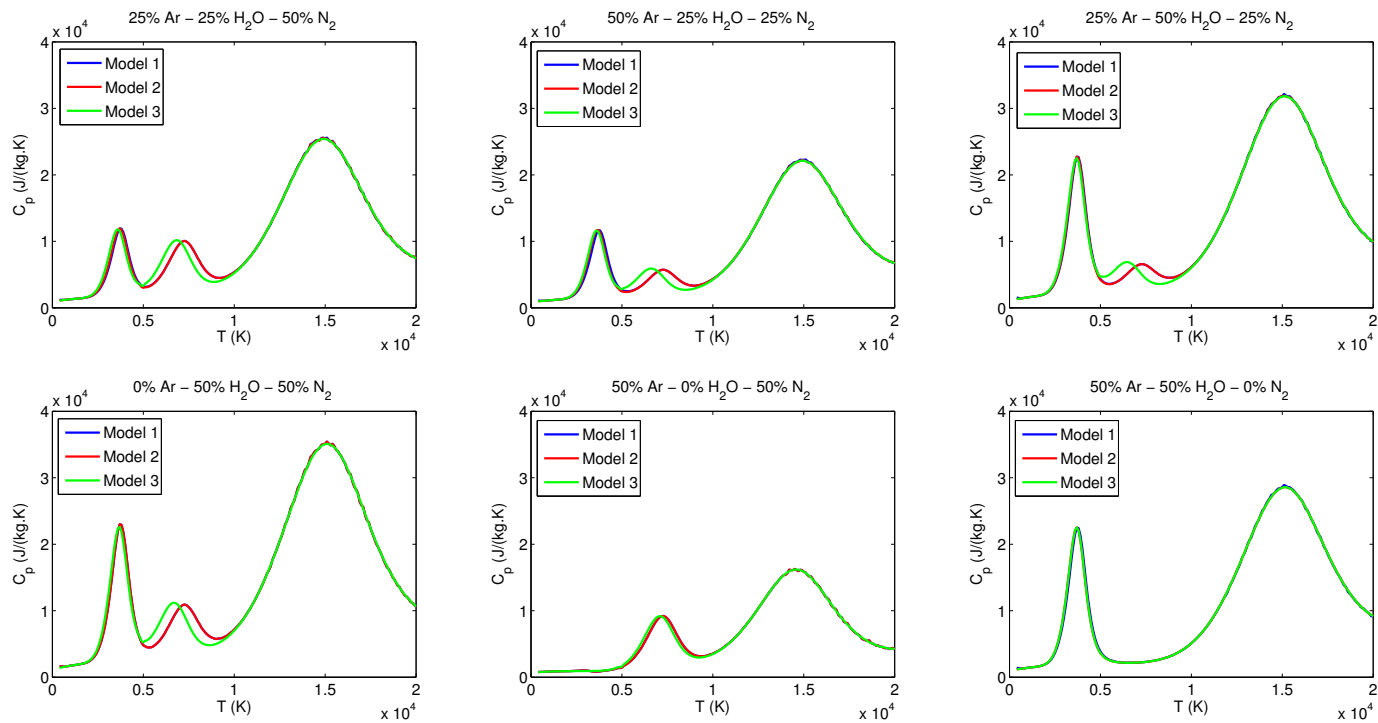 25% Ar − 25% H2O − 50% N2
x 10^4
4
3
2
1
0
C_p (J/(kg.K)
Model 1
Model 2
Model 3
0 0.5 1 1.5 2
T (K)
x 10^4
50% Ar − 25% H2O − 25% N2
x 10^4
4
3
2
1
0
C_p (J/(kg.K)
Model 1
Model 2
Model 3
0 0.5 1 1.5 2
T (K)
x 10^4
25% Ar − 50% H2O − 25% N2
x 10^4
4
3
2
1
0
C_p (J/(kg.K)
Model 1
Model 2
Model 3
0 0.5 1 1.5 2
T (K)
x 10^4
0% Ar − 50% H2O − 50% N2
x 10^4
4
3
2
1
0
C_p (J/(kg.K)
Model 1
Model 2
Model 3
0 0.5 1 1.5 2
T (K)
x 10^4
50% Ar − 0% H2O − 50% N2
x 10^4
4
3
2
1
0
C_p (J/(kg.K)
Model 1
Model 2
Model 3
0 0.5 1 1.5 2
T (K)
x 10^4
50% Ar − 50% H2O − 0% N2
x 10^4
4
3
2
1
0
C_p (J/(kg.K)
Model 1
Model 2
Model 3
0 0.5 1 1.5 2
T (K)
x 10^4